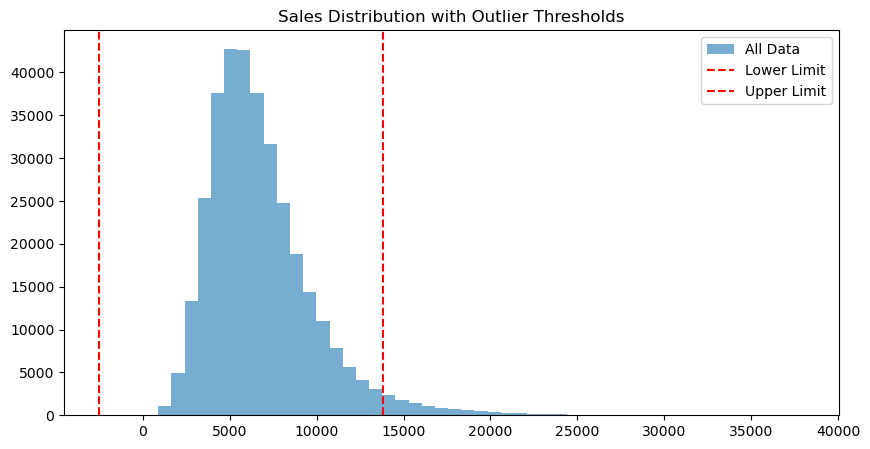 Sales Distribution with Outlier Thresholds
All Data
Lower Limit
Upper Limit
40000
35000
30000
25000
20000
15000
10000
5000
0
0 5000 10000 15000 20000 25000 30000 35000 40000